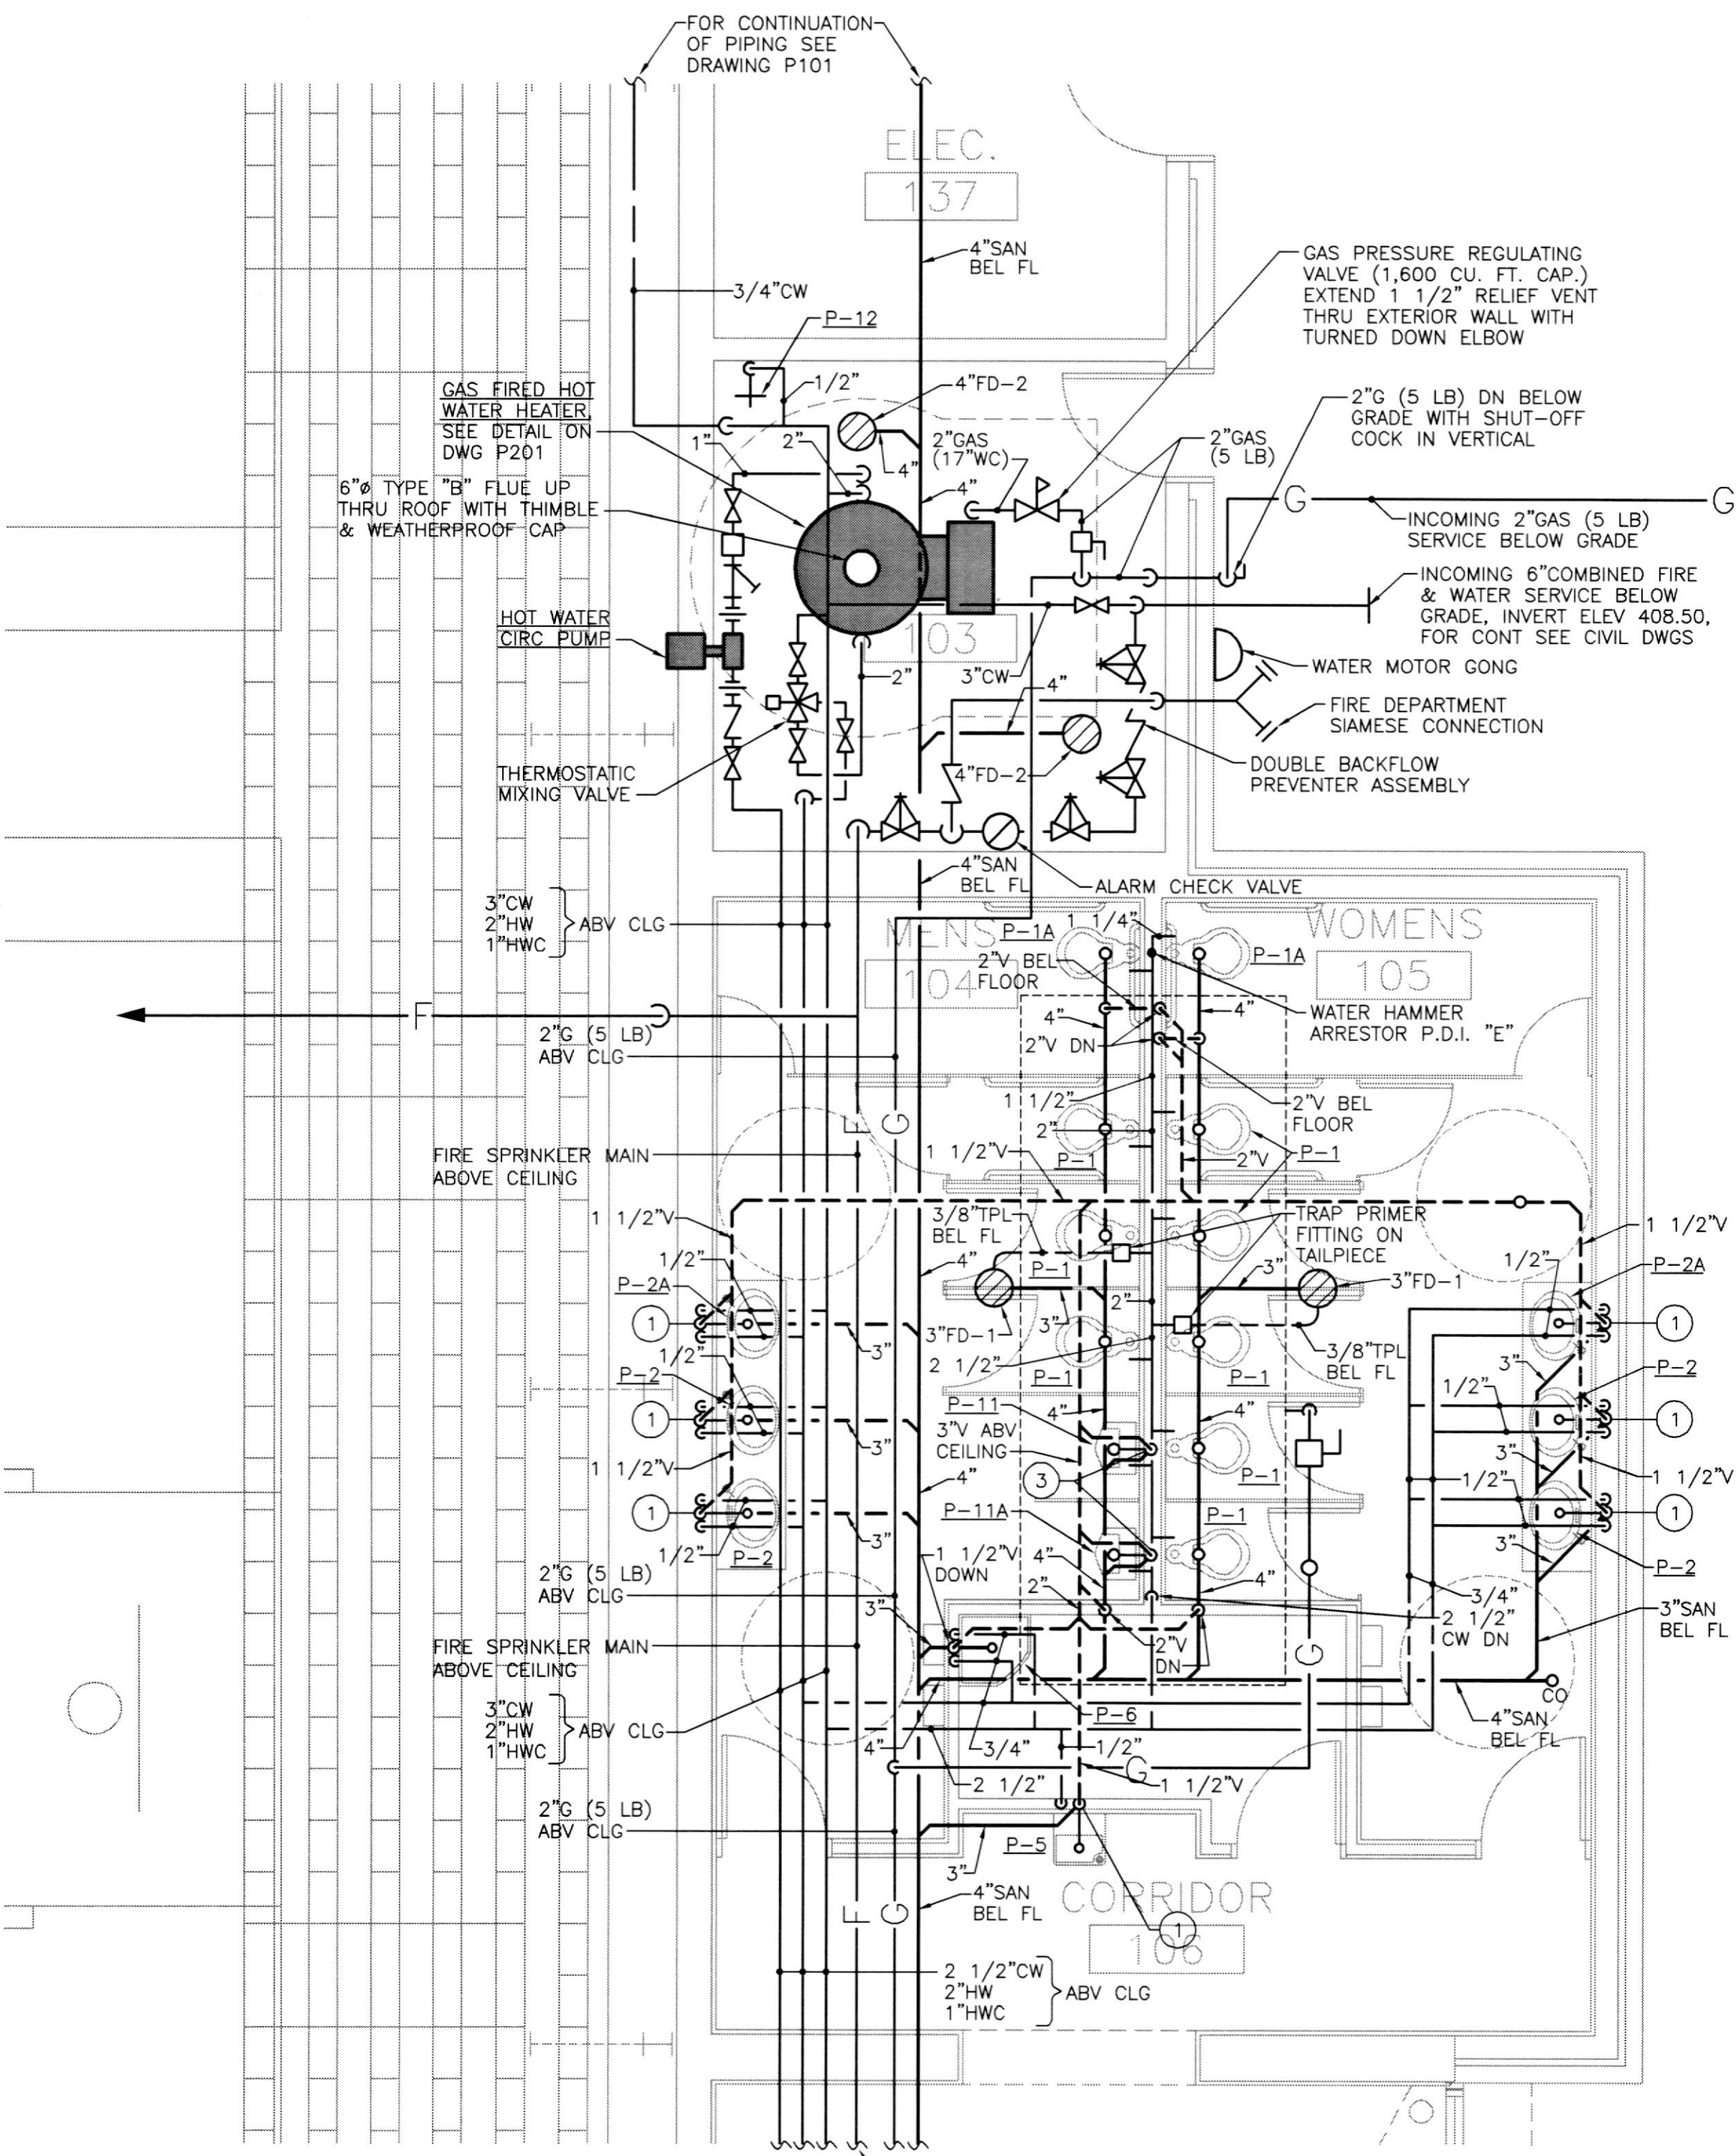 FOR CONTINUATION
OF PIPING SEE
DRAWING P101
ELEC.
137
4"SAN
BEL FL
3/4"CW
P-12
GAS PRESSURE REGULATING
VALVE (1,600 CU. FT. CAP.)
EXTEND 1 1/2" RELIEF VENT
THRU EXTERIOR WALL WITH
TURNED DOWN ELBOW
GAS FIRED HOT
WATER HEATER,
SEE DETAIL ON
DWG P201
1/2"
4"FD-2
2"G (5 LB) DN BELOW
GRADE WITH SHUT-OFF
COCK IN VERTICAL
1"
2"
4"
2"GAS
(17"WC)
2"GAS
(5 LB)
4"
6"ø TYPE "B" FLUE UP
THRU ROOF WITH THIMBLE
& WEATHERPROOF CAP
G
G
INCOMING 2"GAS (5 LB)
SERVICE BELOW GRADE
INCOMING 6"COMBINED FIRE
& WATER SERVICE BELOW
GRADE, INVERT ELEV 408.50,
FOR CONT SEE CIVIL DWGS
HOT WATER
CIRC PUMP
103
2"
3"CW
4"
WATER MOTOR GONG
FIRE DEPARTMENT
SIAMESE CONNECTION
THERMOSTATIC
MIXING VALVE
4"FD-2
DOUBLE BACKFLOW
PREVENTER ASSEMBLY
4"SAN
BEL FL
ALARM CHECK VALVE
3"CW
2"HW
1"HWC
ABV CLG
MENS
104
P-1A
1 1/4"
WOMENS
105
P-1A
2"V BEL
FLOOR
F
2"G (5 LB)
ABV CLG
4"
2"V DN
4"
WATER HAMMER
ARRESTOR P.D.I. "E"
1 1/2"
2"V BEL
FLOOR
F
G
2"
FIRE SPRINKLER MAIN
ABOVE CEILING
1 1/2"V
P-1
2"V
P-1
1 1/2"V
3/8"TPL
BEL FL
TRAP PRIMER
FITTING ON
TAILPIECE
1 1/2"V
1/2"
P-2A
4"
P-1
3"
3"FD-1
1/2"
P-2A
1
3"
3"FD-1
3"
2"
1
1/2"
P-2
2 1/2"
P-1
P-1
3/8"TPL
BEL FL
3"
P-2
1
3"
P-11
4"
4"
1/2"
1
3"V ABV
CEILING
1 1/2"V
4"
3
P-1
3"
1/2"
1 1/2"V
1
3"
P-11A
P-1
1
1/2"
P-2
1 1/2"V
DOWN
4"
4"
3"
P-2
2"G (5 LB)
ABV CLG
3"
2"
3/4"
2 1/2"
CW DN
3"SAN
BEL FL
FIRE SPRINKLER MAIN
ABOVE CEILING
2"V
DN
G
CO
3"CW
2"HW
1"HWC
ABV CLG
P-6
4"SAN
BEL FL
4"
3/4"
1/2"
G
2 1/2"
1 1/2"V
2"G (5 LB)
ABV CLG
P-5
3"
4"SAN
BEL FL
CORRIDOR
106
F
G
1
2 1/2"CW
2"HW
1"HWC
ABV CLG